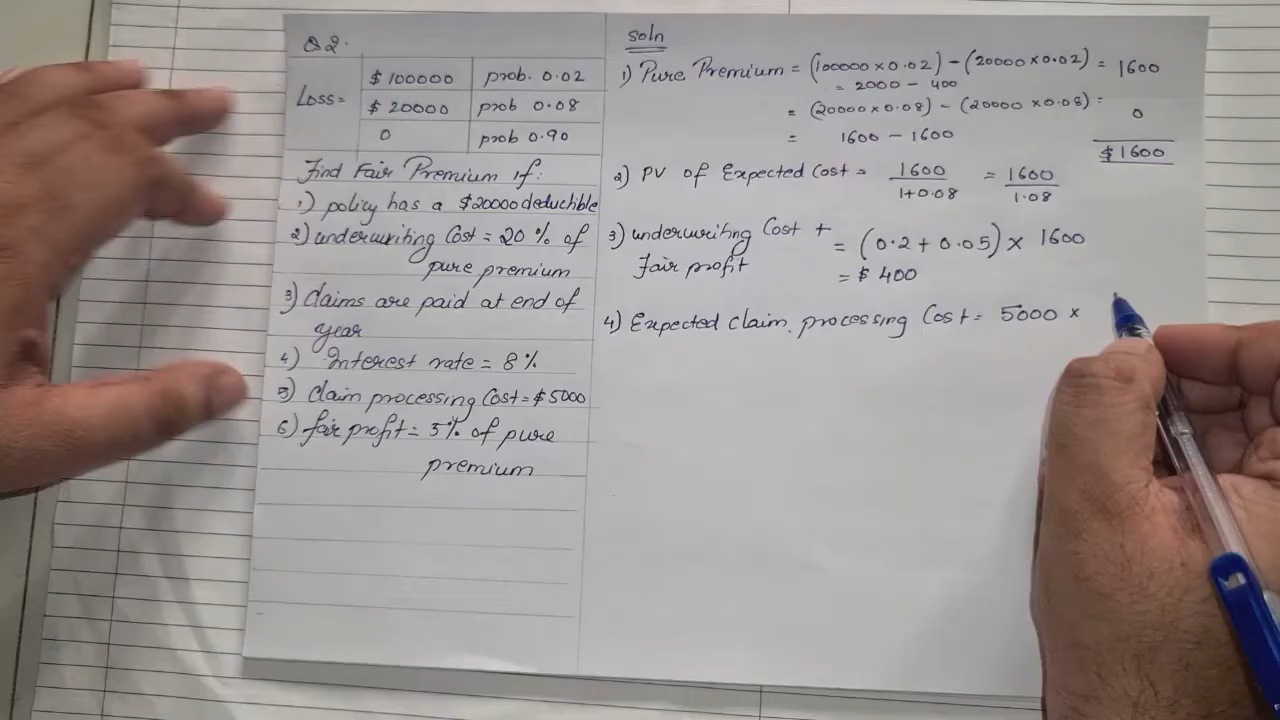 Q2.
Loss =
$ 100000 prob. 0.02
$ 20000 prob 0.08
0 prob 0.90
Find Fair Premium if:
1) policy has a $20000 deductible
2) underwriting Cost = 20 % of
pure premium
3) Claims are paid at end of
year
4) Interest rate = 8%
5) Claim processing Cost = $ 5000
6) fair profit = 5% of pure
premium
Soln
1) Pure Premium = (100000 x 0.02) - (20000 x 0.02) = 1600
= 2000 - 400
= (20000 x 0.08) - (20000 x 0.08) = 0
= 1600 - 1600
$ 1600
2) PV of Expected Cost = 1600 / 1+0.08 = 1600 / 1.08
3) underwriting Cost + Fair profit = (0.2 + 0.05) x 1600
= $ 400
4) Expected claim processing Cost = 5000 x